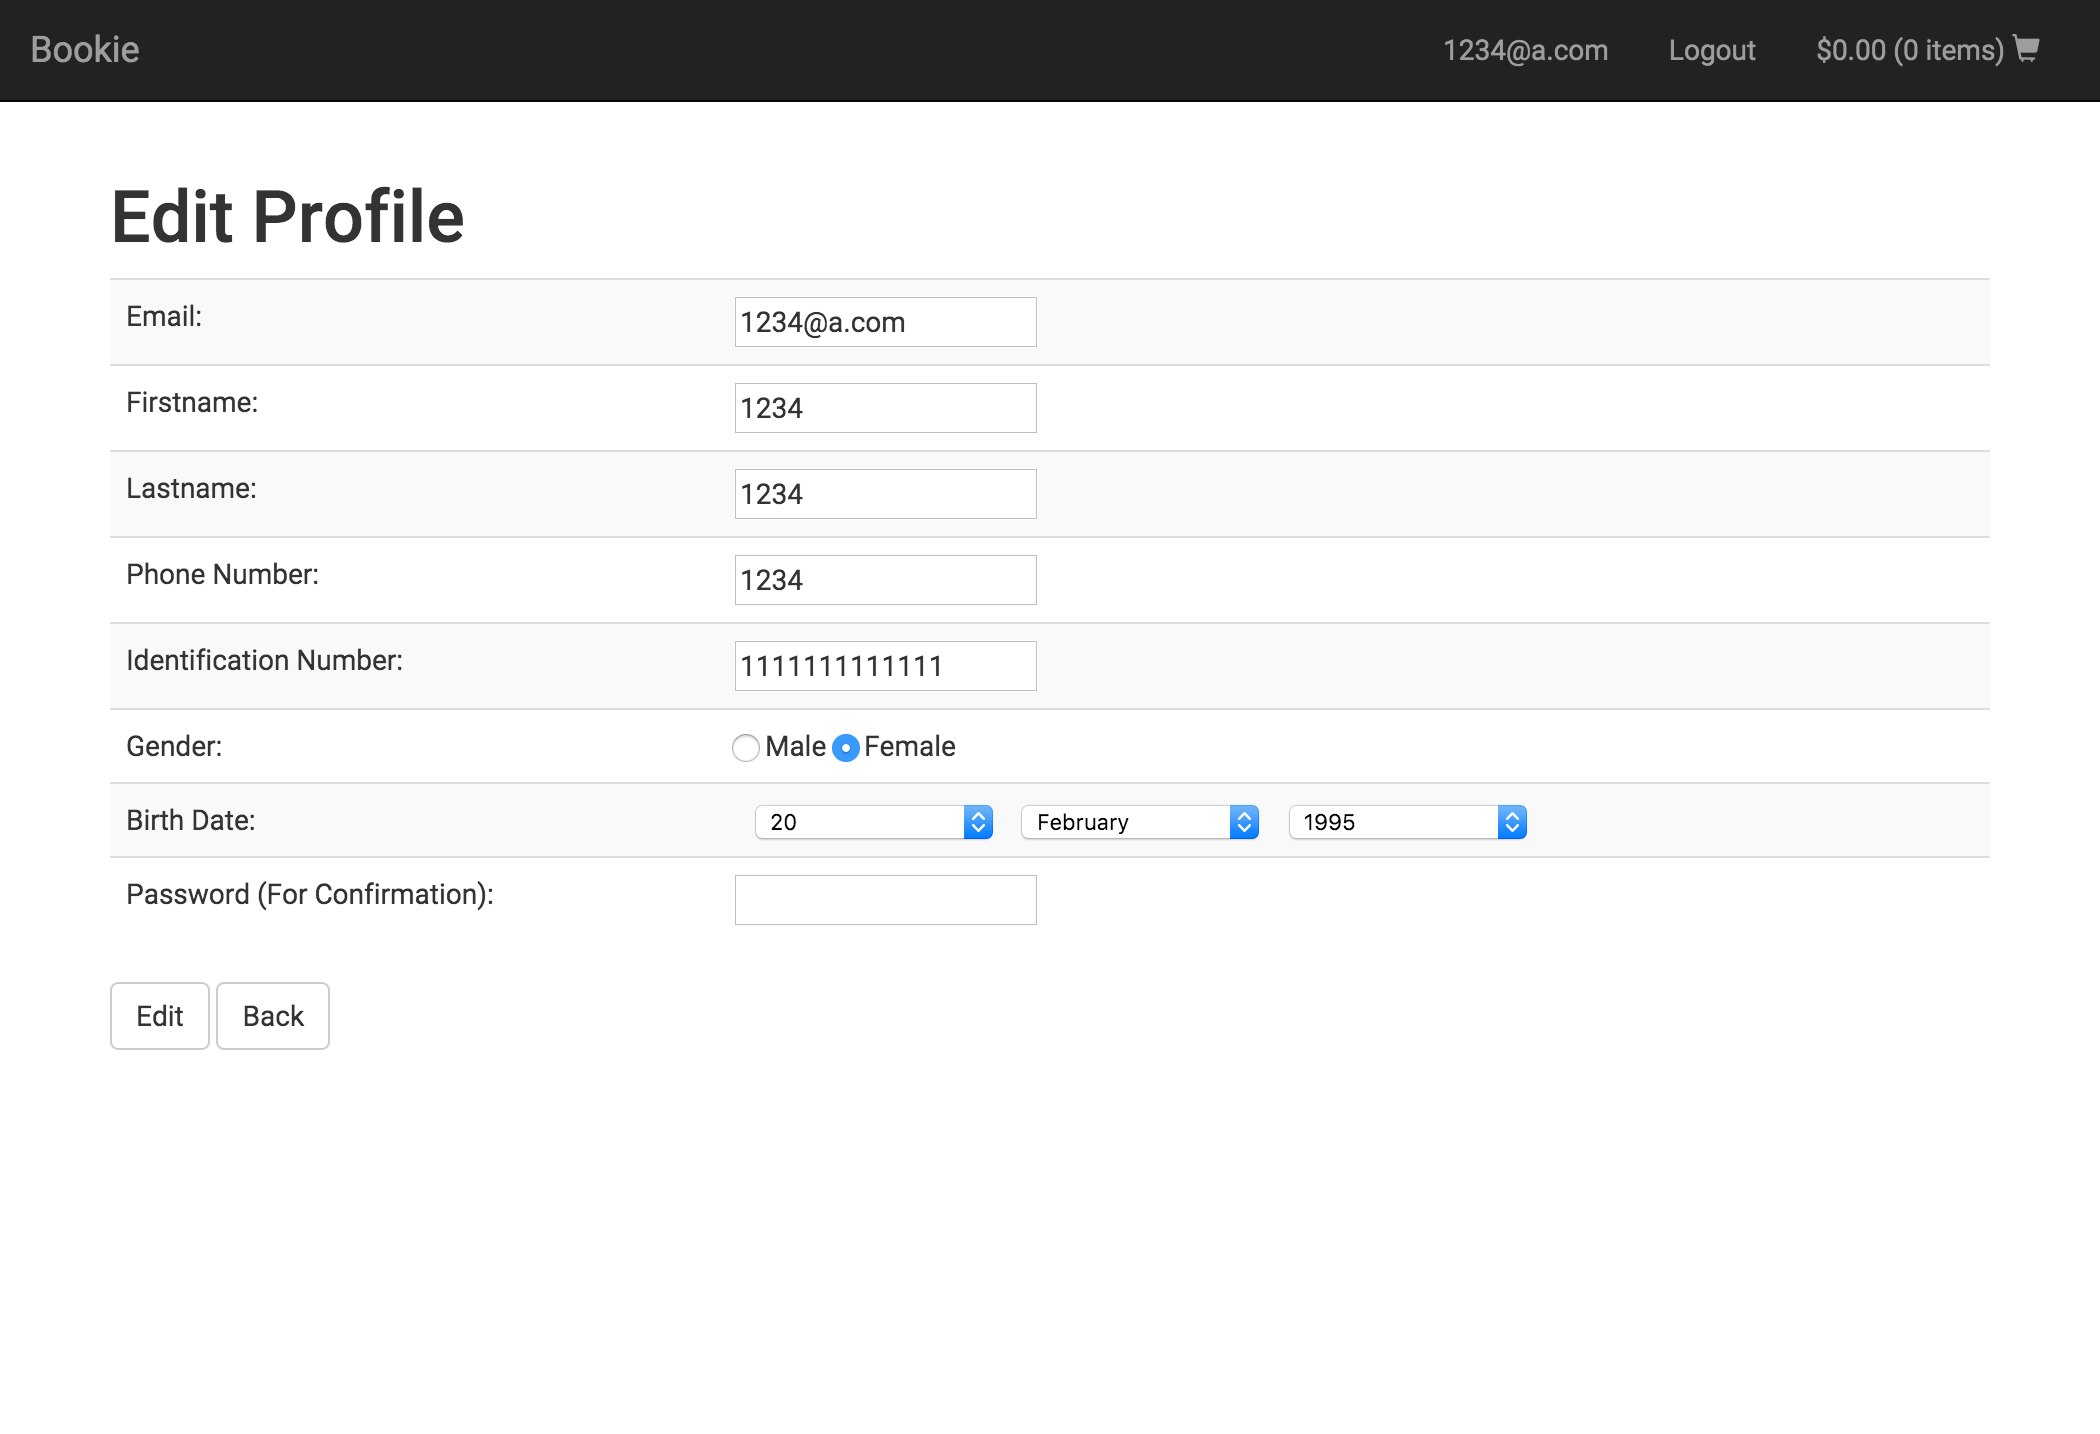 Bookie 1234@a.com Logout $0.00 (0 items)
Edit Profile
Email: 1234@a.com
Firstname: 1234
Lastname: 1234
Phone Number: 1234
Identification Number: 1111111111111
Gender: Male Female
Birth Date: 20 February 1995
Password (For Confirmation):
Edit Back